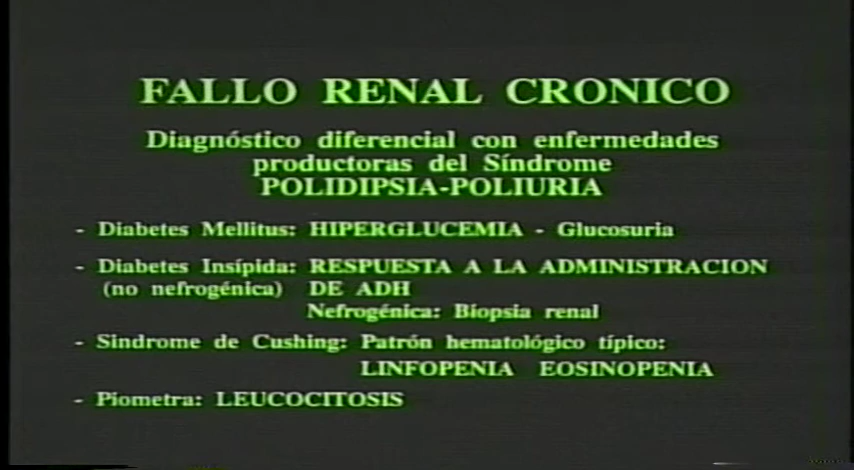 FALLO RENAL CRONICO
Diagnóstico diferencial con enfermedades
productoras del Síndrome
POLIDIPSIA-POLIURIA
- Diabetes Mellitus: HIPERGLUCEMIA - Glucosuria
- Diabetes Insípida: RESPUESTA A LA ADMINISTRACION
(no nefrogénica) DE ADH
Nefrogénica: Biopsia renal
- Sindrome de Cushing: Patrón hematológico típico:
LINFOPENIA EOSINOPENIA
- Piometra: LEUCOCITOSIS